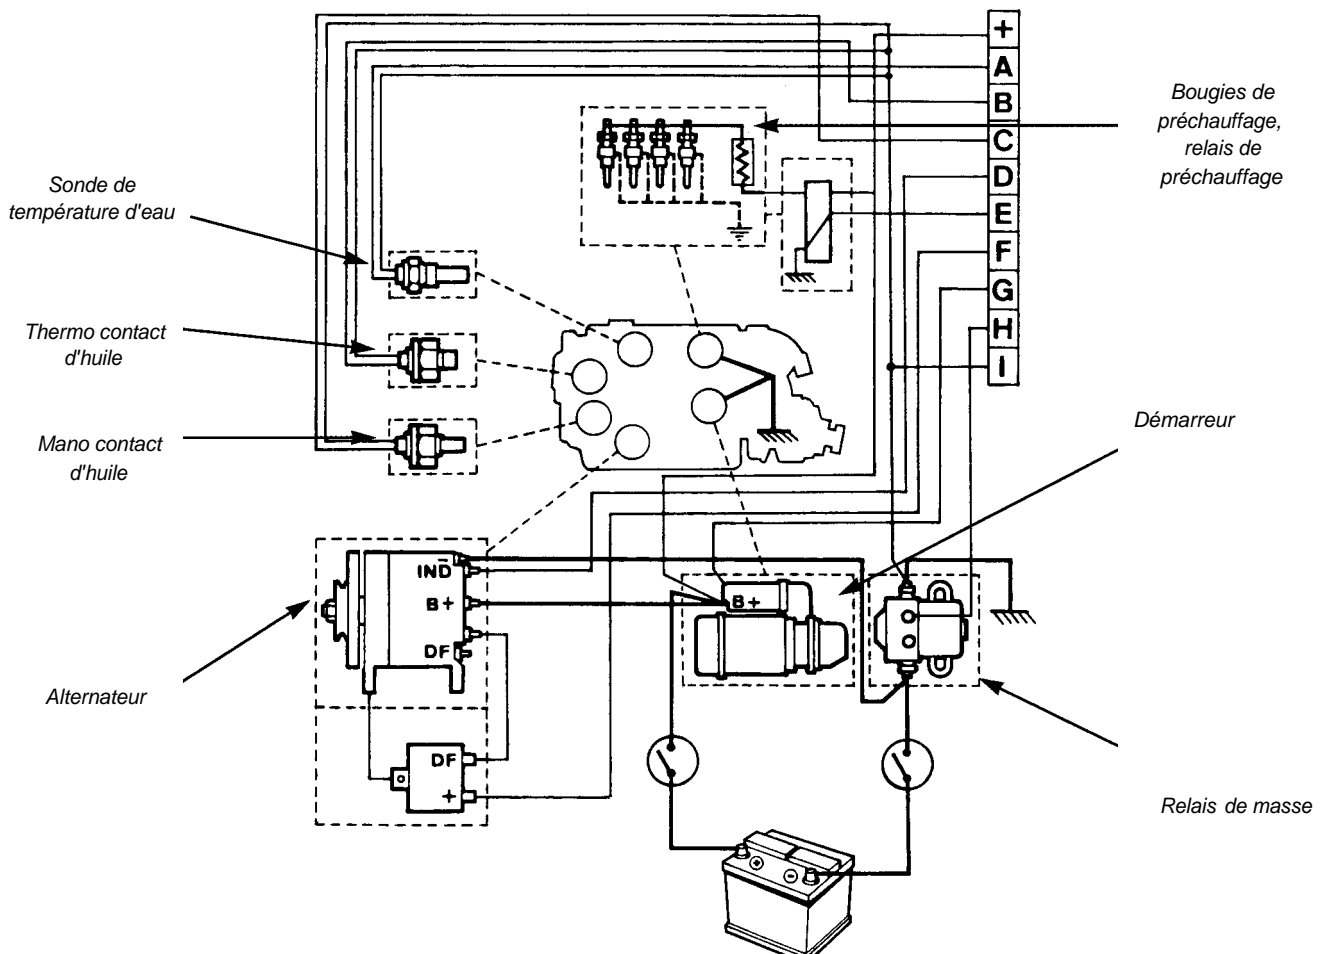 +
A
B
C
D
E
F
G
H
I
Bougies de
préchauffage,
relais de
préchauffage
Sonde de
température d'eau
Thermo contact
d'huile
Mano contact
d'huile
Démarreur
IND
B+
DF
Alternateur
DF
+
B+
Relais de masse
+
-